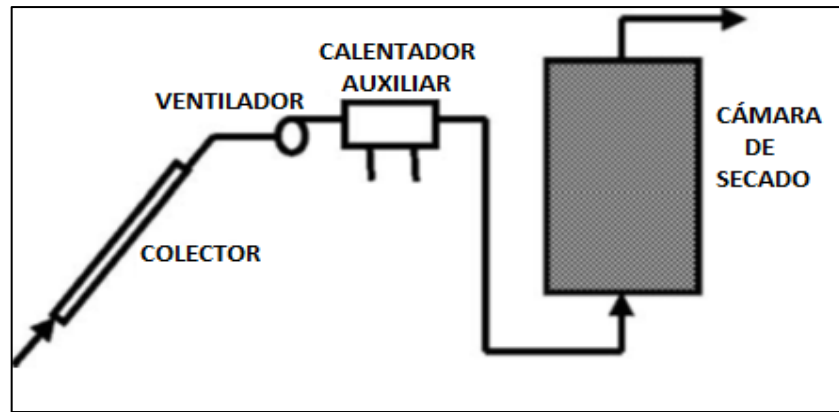 CALENTADOR
AUXILIAR
VENTILADOR
CÁMARA
DE
SECADO
COLECTOR